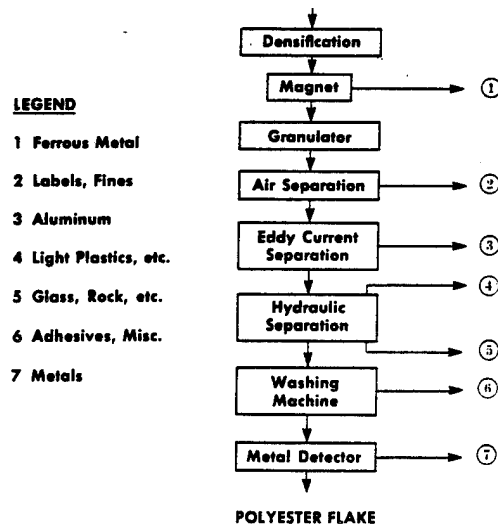 Densification
Magnet
1
LEGEND
Granulator
1 Ferrous Metal
2 Labels, Fines
Air Separation
2
3 Aluminum
Eddy Current
Separation
3
4 Light Plastics, etc.
4
5 Glass, Rock, etc.
Hydraulic
Separation
5
6 Adhesives, Misc.
7 Metals
Washing
Machine
6
Metal Detector
7
POLYESTER FLAKE